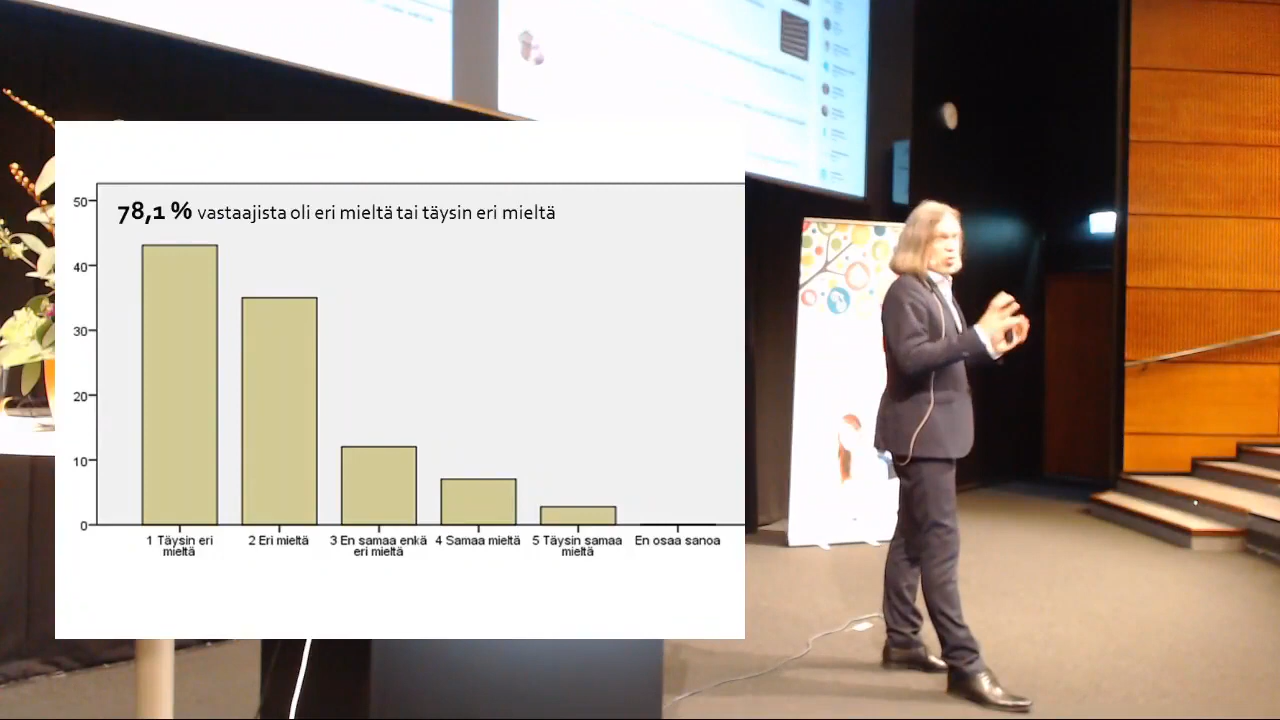 78,1 % vastaajista oli eri mieltä tai täysin eri mieltä
50
40
30
20
10
0
1 Täysin eri mieltä
2 Eri mieltä
3 En samaa enkä eri mieltä
4 Samaa mieltä
5 Täysin samaa mieltä
En osaa sanoa